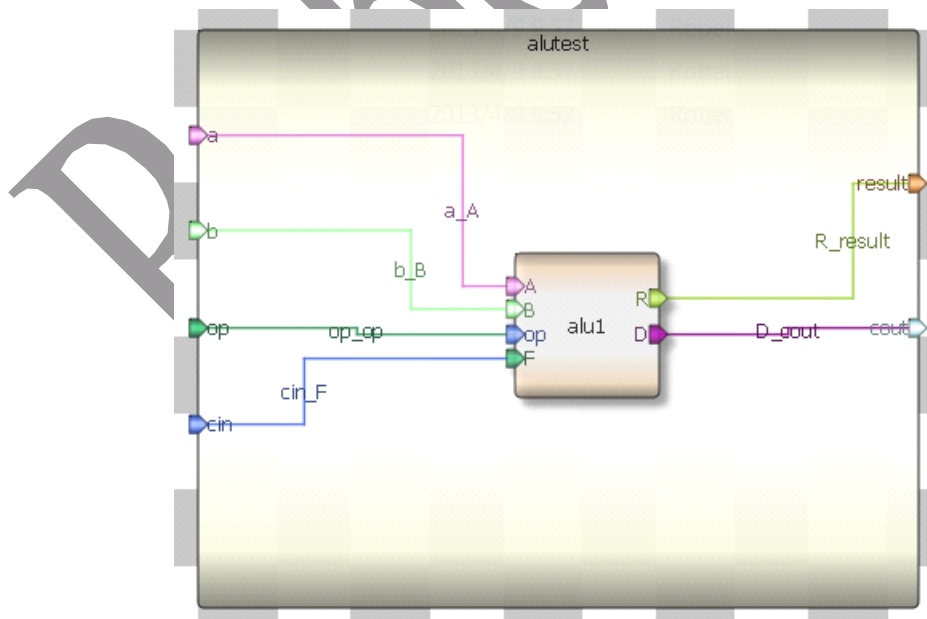 alutest
a
result
a_A
b
R_result
b_B
A
R
B
alu1
op
op_op
op
D
D_cout
cout
F
cin_F
cin